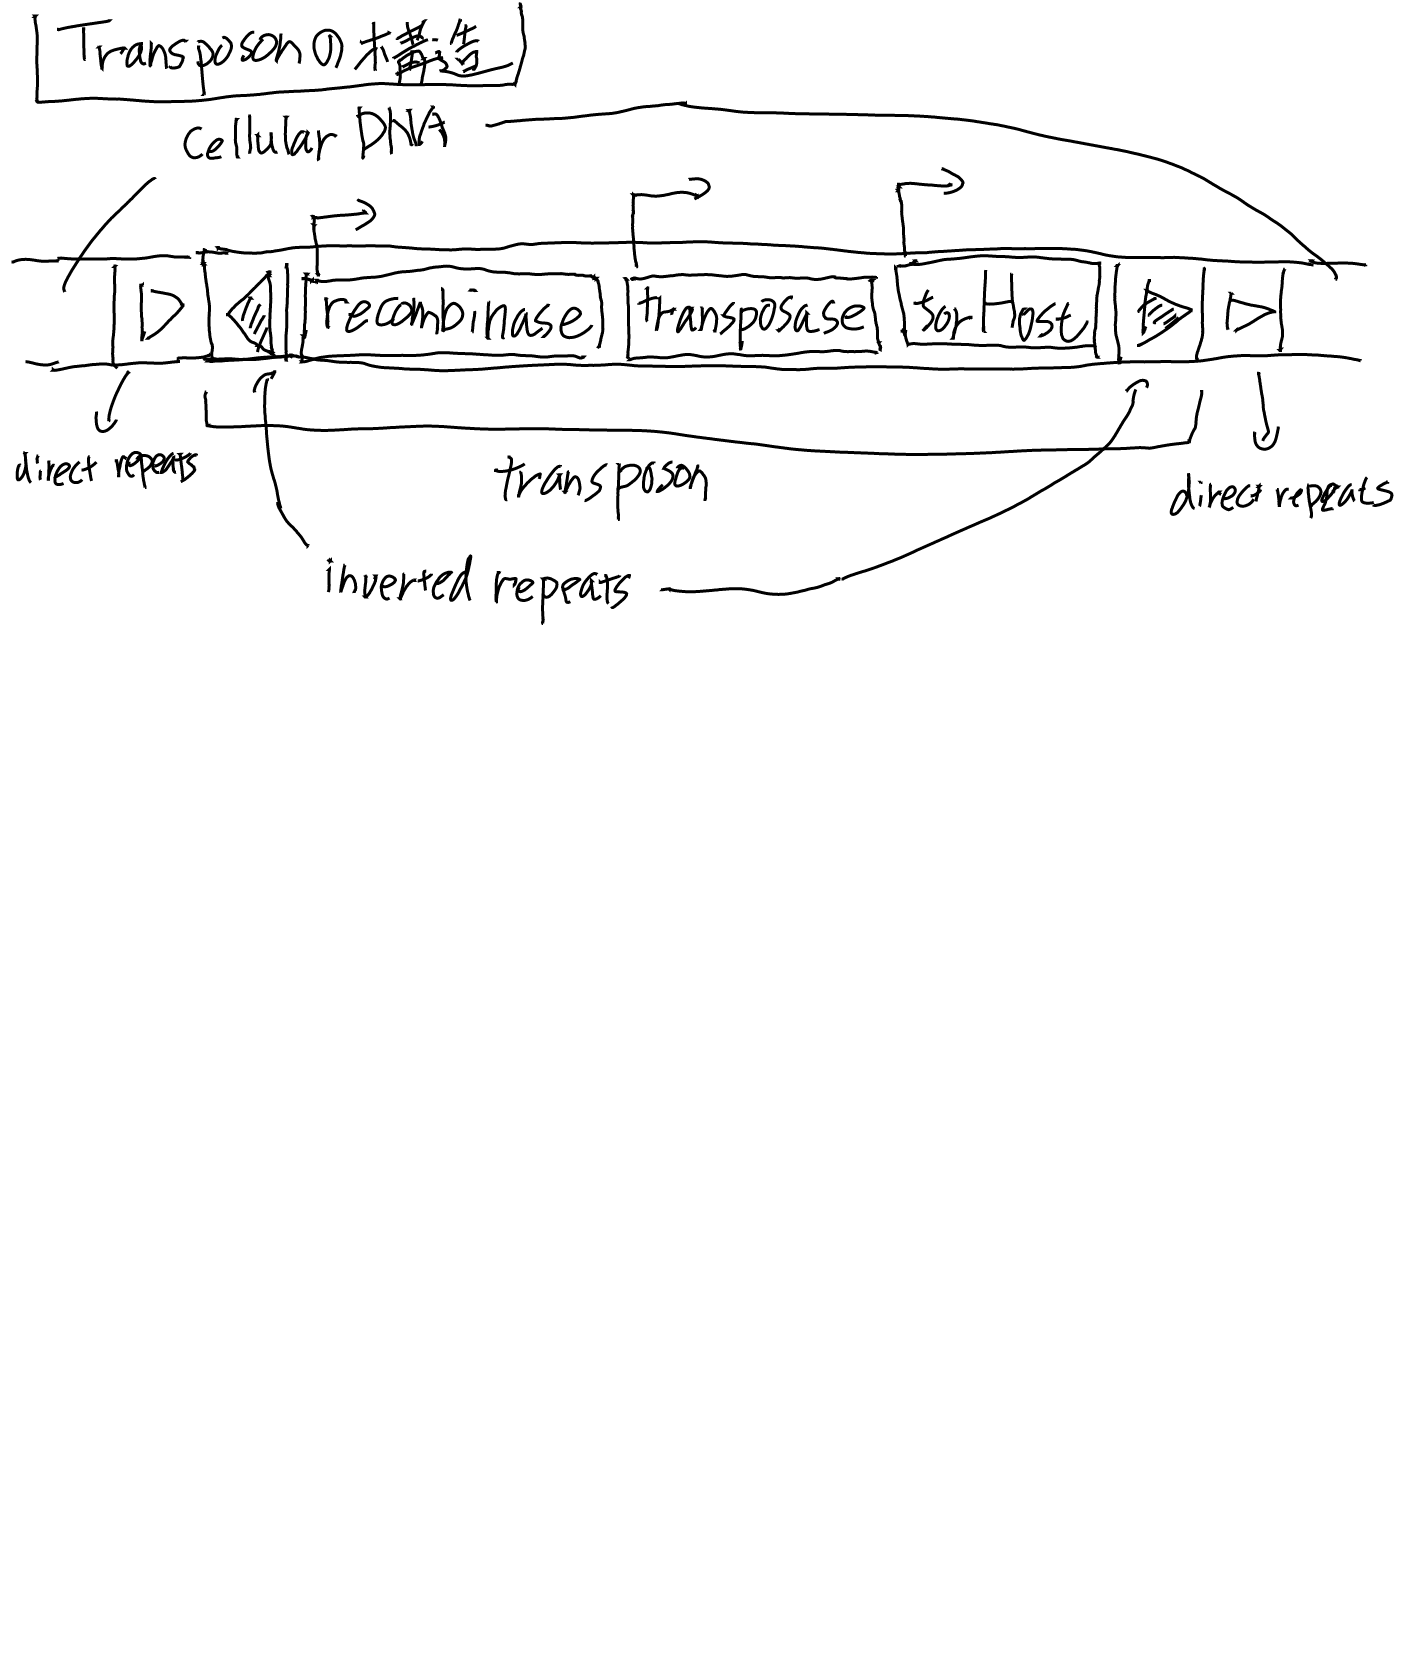 Transposonの構造
cellular DNA
recombinase transposase for Host
direct repeats
transposon
direct repeats
inverted repeats